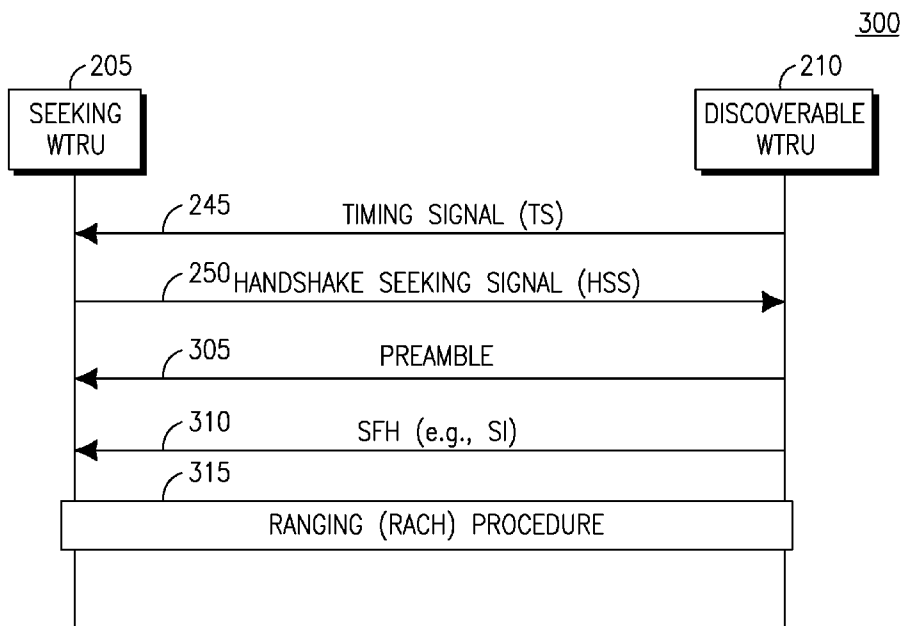 300
205
210
SEEKING
WTRU
DISCOVERABLE
WTRU
245
TIMING SIGNAL (TS)
250
HANDSHAKE SEEKING SIGNAL (HSS)
305
PREAMBLE
310
SFH (e.g., SI)
315
RANGING (RACH) PROCEDURE